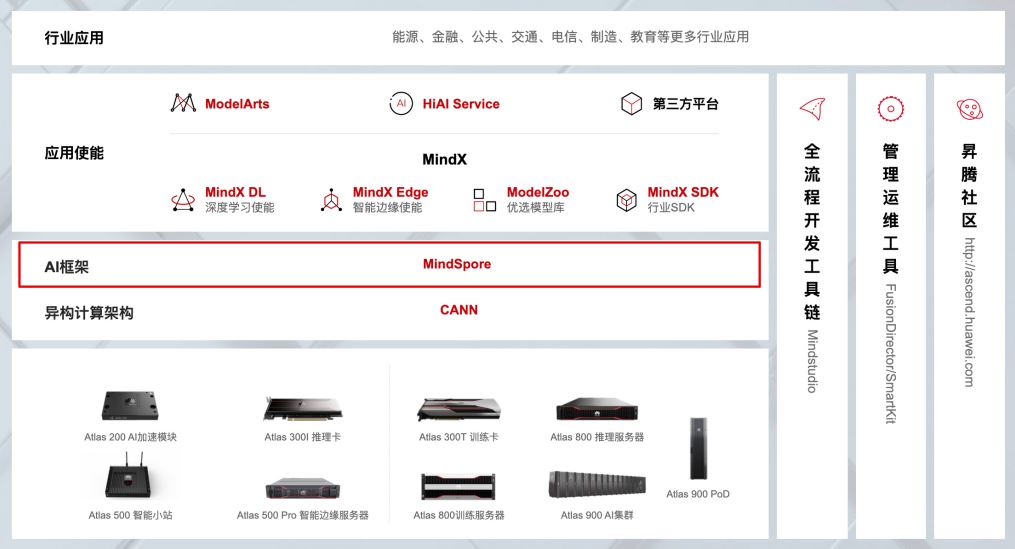 行业应用
能源、金融、公共、交通、电信、制造、教育等更多行业应用
应用使能
ModelArts
AI
HiAI Service
第三方平台
MindX
MindX DL
深度学习使能
MindX Edge
智能边缘使能
ModelZoo
优选模型库
MindX SDK
行业SDK
AI框架
MindSpore
异构计算架构
CANN
Atlas 200 AI加速模块
Atlas 300I 推理卡
Atlas 300T 训练卡
Atlas 800 推理服务器
Atlas 500 智能小站
Atlas 500 Pro 智能边缘服务器
Atlas 800训练服务器
Atlas 900 AI集群
Atlas 900 PoD
全流程开发工具链 Mindstudio
管理运维工具 FusionDirector/SmartKit
昇腾社区 http://ascend.huawei.com